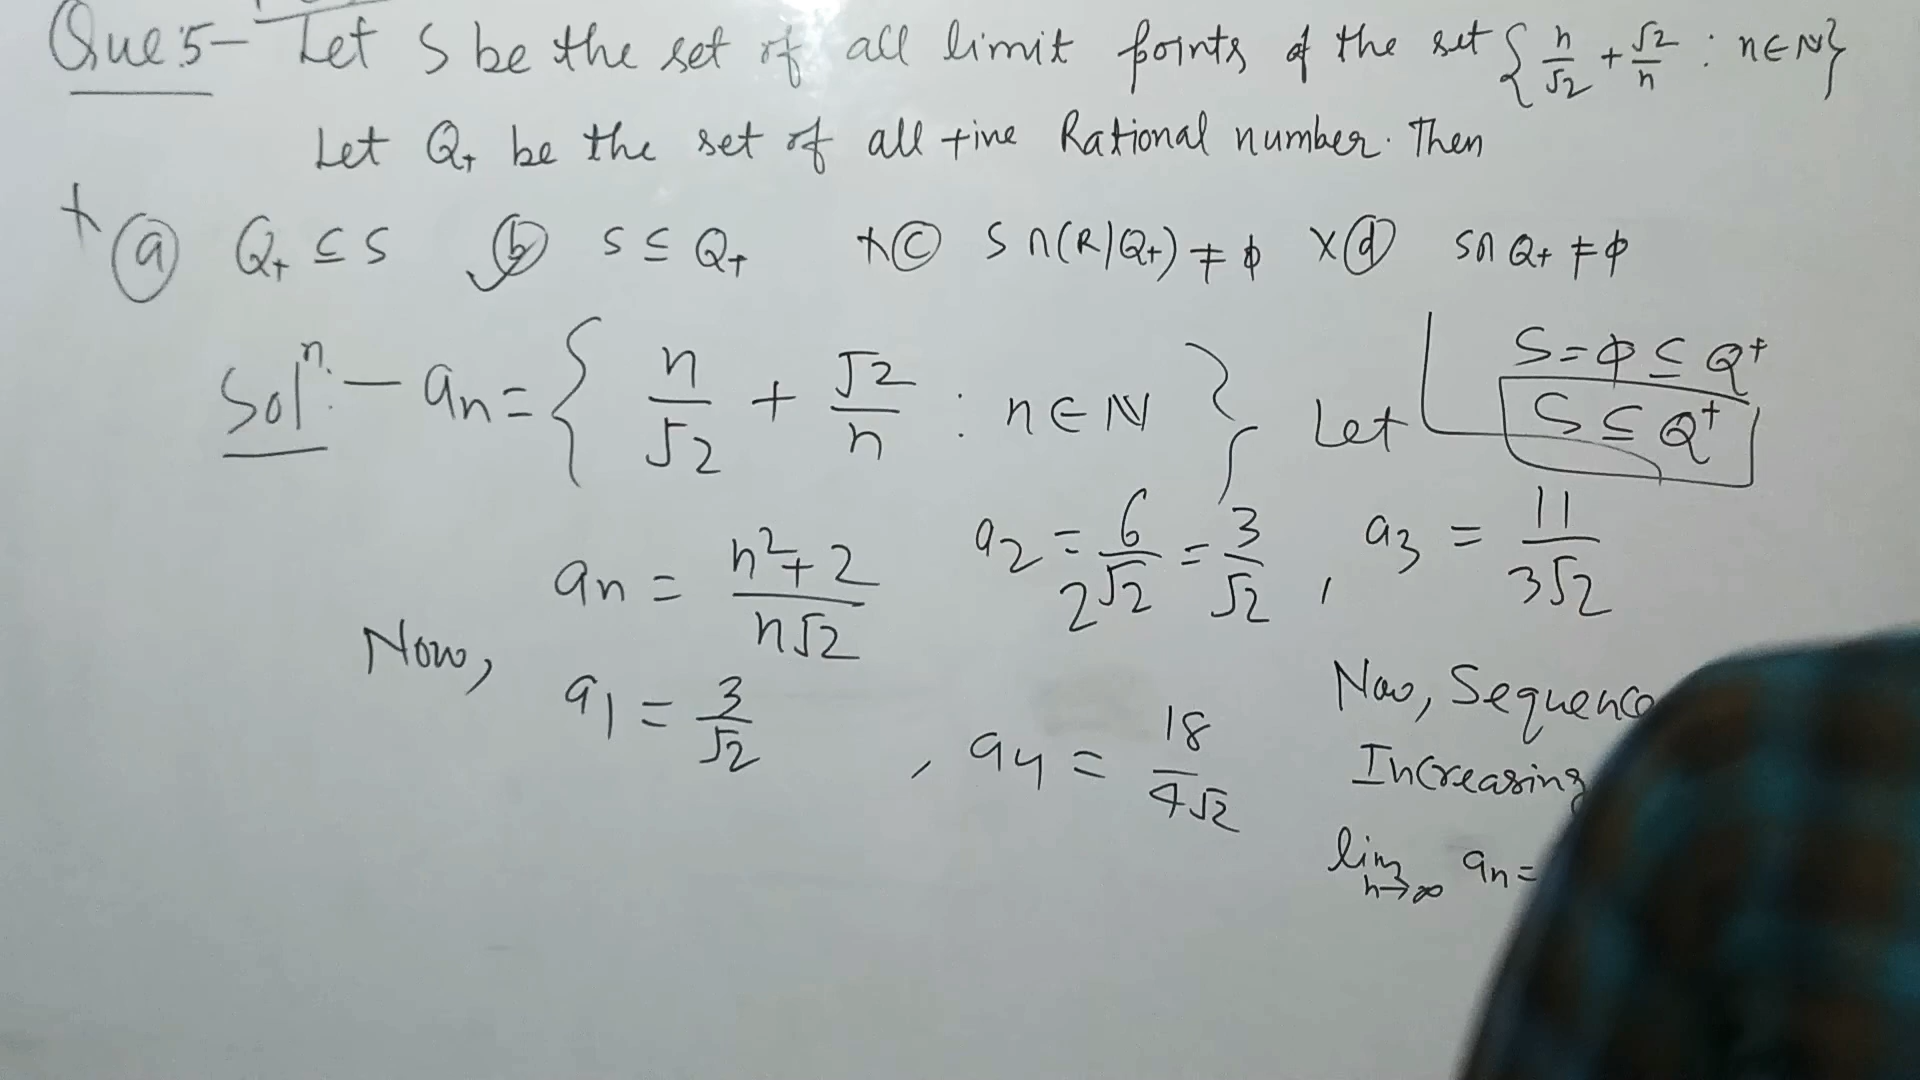 Que 5- Let S be the set of all limit points of the set {n/√2 + √2/n : n∈ℕ}
Let Q₊ be the set of all +ive Rational number. Then
× (a) Q₊ ⊆ S ✓(b) S ⊆ Q₊ ×(c) S∩(R|Q₊) ≠ φ ×(d) S∩Q₊ ≠ φ
Solⁿ:- an = {n/√2 + √2/n : n∈ℕ} Let
S=φ ⊆ Q⁺
S ⊆ Q⁺
an = n²+2/n√2 a2 = 6/2√2 = 3/√2 , a3 = 11/3√2
Now, a1 = 3/√2 , a4 = 18/4√2
Now, Sequence
Increasing
lim n→∞ an =